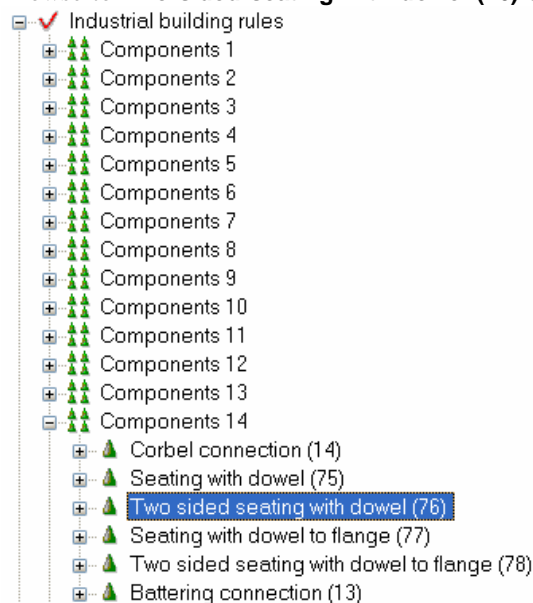 Industrial building rules
Components 1
Components 2
Components 3
Components 4
Components 5
Components 6
Components 7
Components 8
Components 9
Components 10
Components 11
Components 12
Components 13
Components 14
Corbel connection (14)
Seating with dowel (75)
Two sided seating with dowel (76)
Seating with dowel to flange (77)
Two sided seating with dowel to flange (78)
Battering connection (13)